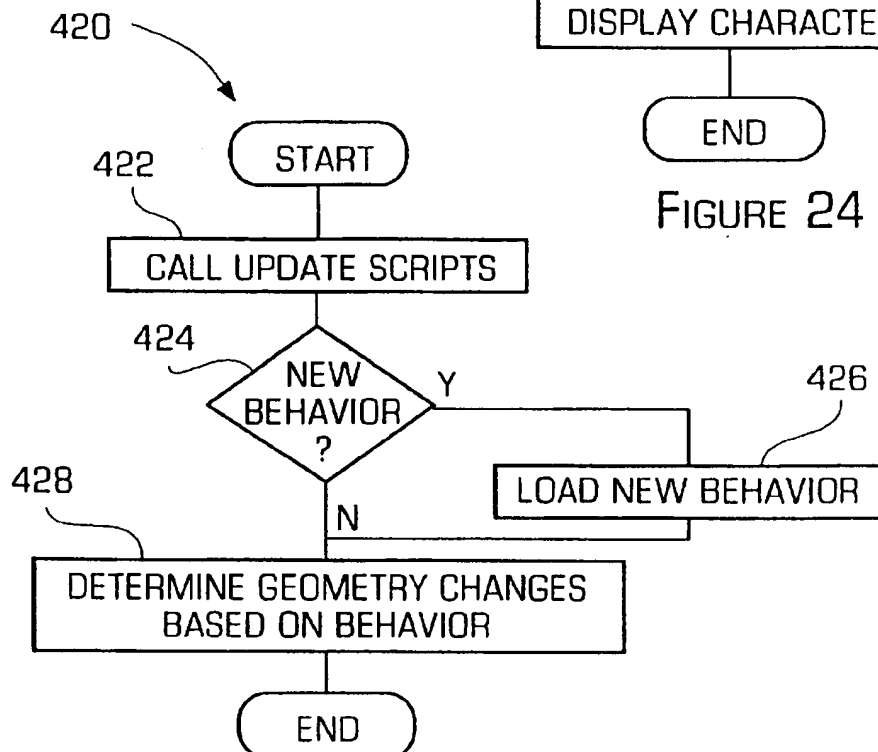 420
DISPLAY CHARACTE
END
FIGURE 24
START
422
CALL UPDATE SCRIPTS
424
NEW
BEHAVIOR
?
Y
426
LOAD NEW BEHAVIOR
428
N
DETERMINE GEOMETRY CHANGES
BASED ON BEHAVIOR
END